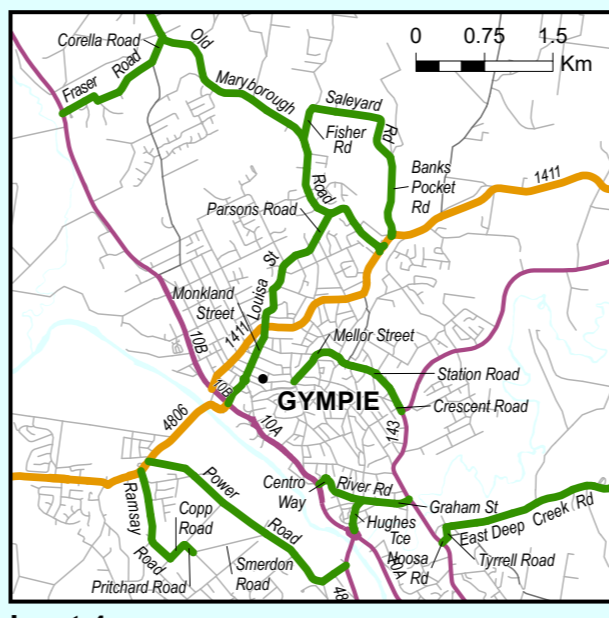 Corella Road
Old
0 0.75 1.5
Km
Fraser Road
Maryborough
Road
Saleyard
Rd
Fisher
Rd
Banks
Pocket
Rd
1411
Parsons Road
Louisa St
Monkland
Street
1411
10B
10B
Mellor Street
Station Road
GYMPIE
Crescent Road
4806
10A
143
Centro
Way
River Rd
Graham St
Power
Road
Ramsay
Road
Copp
Road
Hughes
Tce
East Deep Creek Rd
Noosa
Rd
10A
Tyrrell Road
Smerdon
Road
Pritchard Road